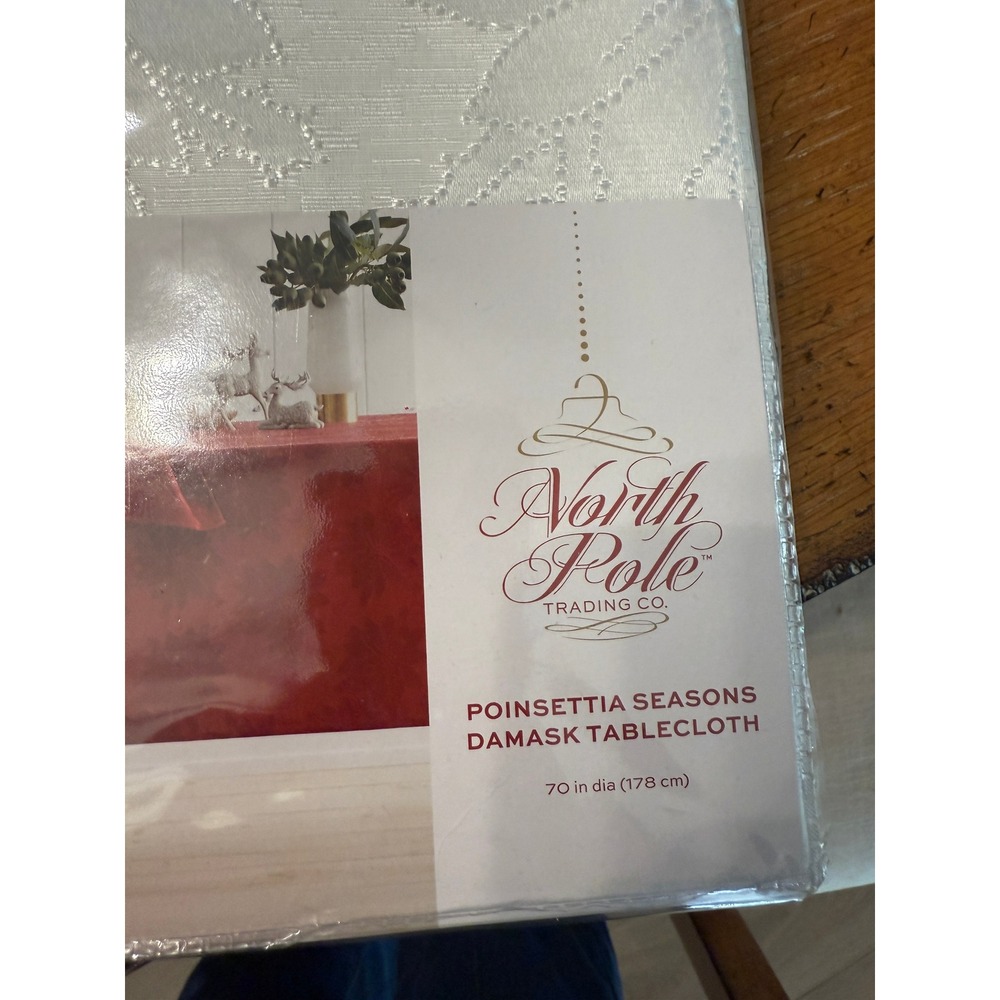 North
Pole™
TRADING CO.
POINSETTIA SEASONS
DAMASK TABLECLOTH
70 in dia (178 cm)